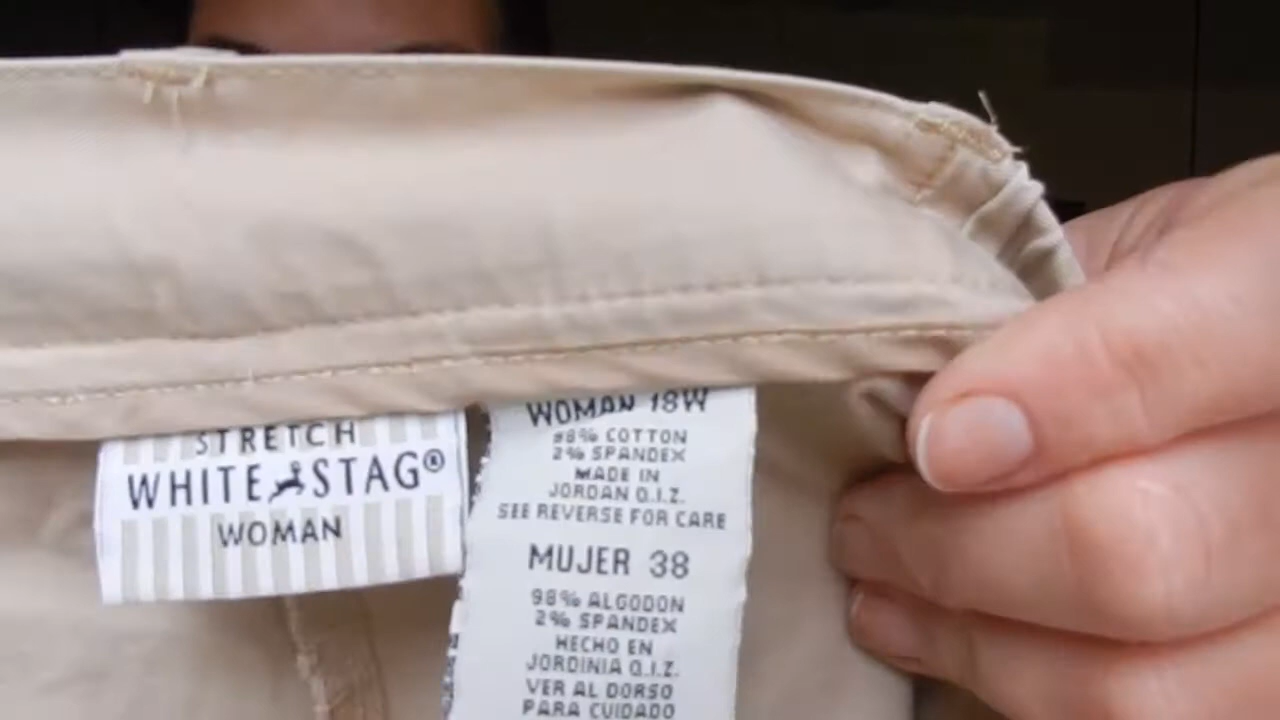 STRETCH
WHITE STAG®
WOMAN
WOMAN 18W
98% COTTON
2% SPANDEX
MADE IN
JORDAN Q.I.Z.
SEE REVERSE FOR CARE
MUJER 38
98% ALGODON
2% SPANDEX
HECHO EN
JORDINIA Q.I.Z.
VER AL DORSO
PARA CUIDADO